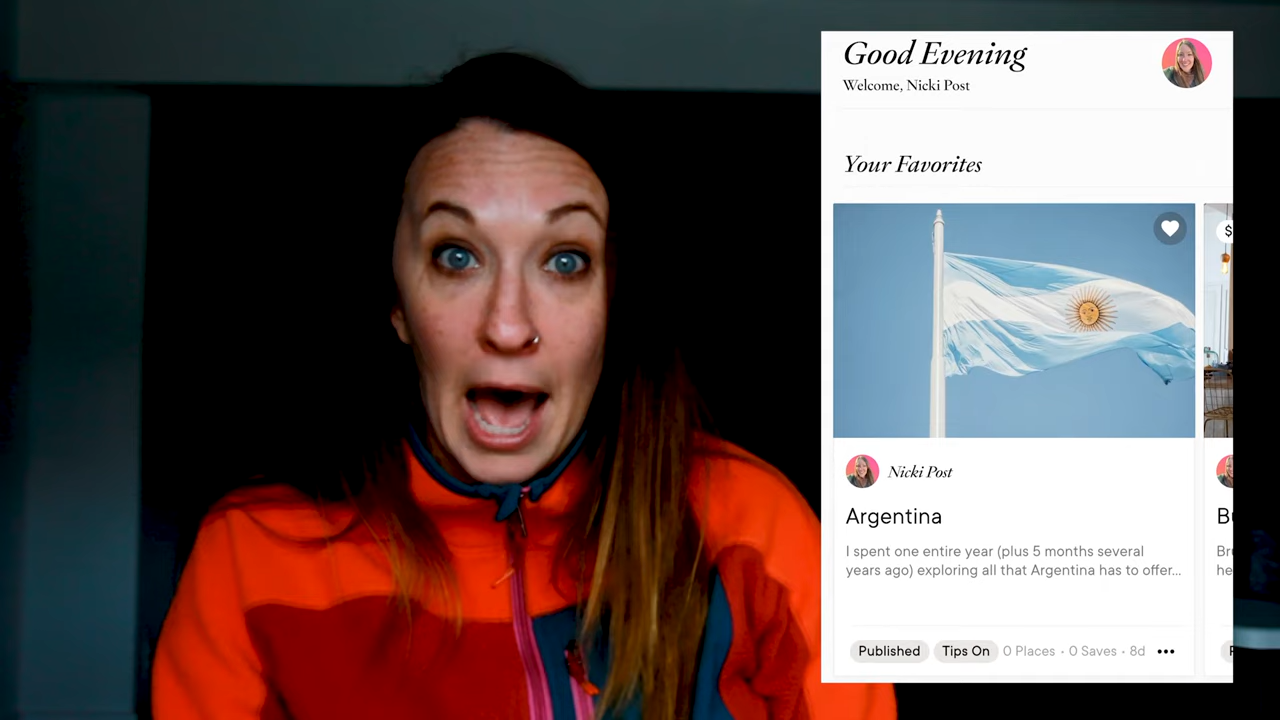 Good Evening
Welcome, Nicki Post
Your Favorites
$
Nicki Post
Argentina
I spent one entire year (plus 5 months several
years ago) exploring all that Argentina has to offer...
Published Tips On 0 Places • 0 Saves • 8d •••